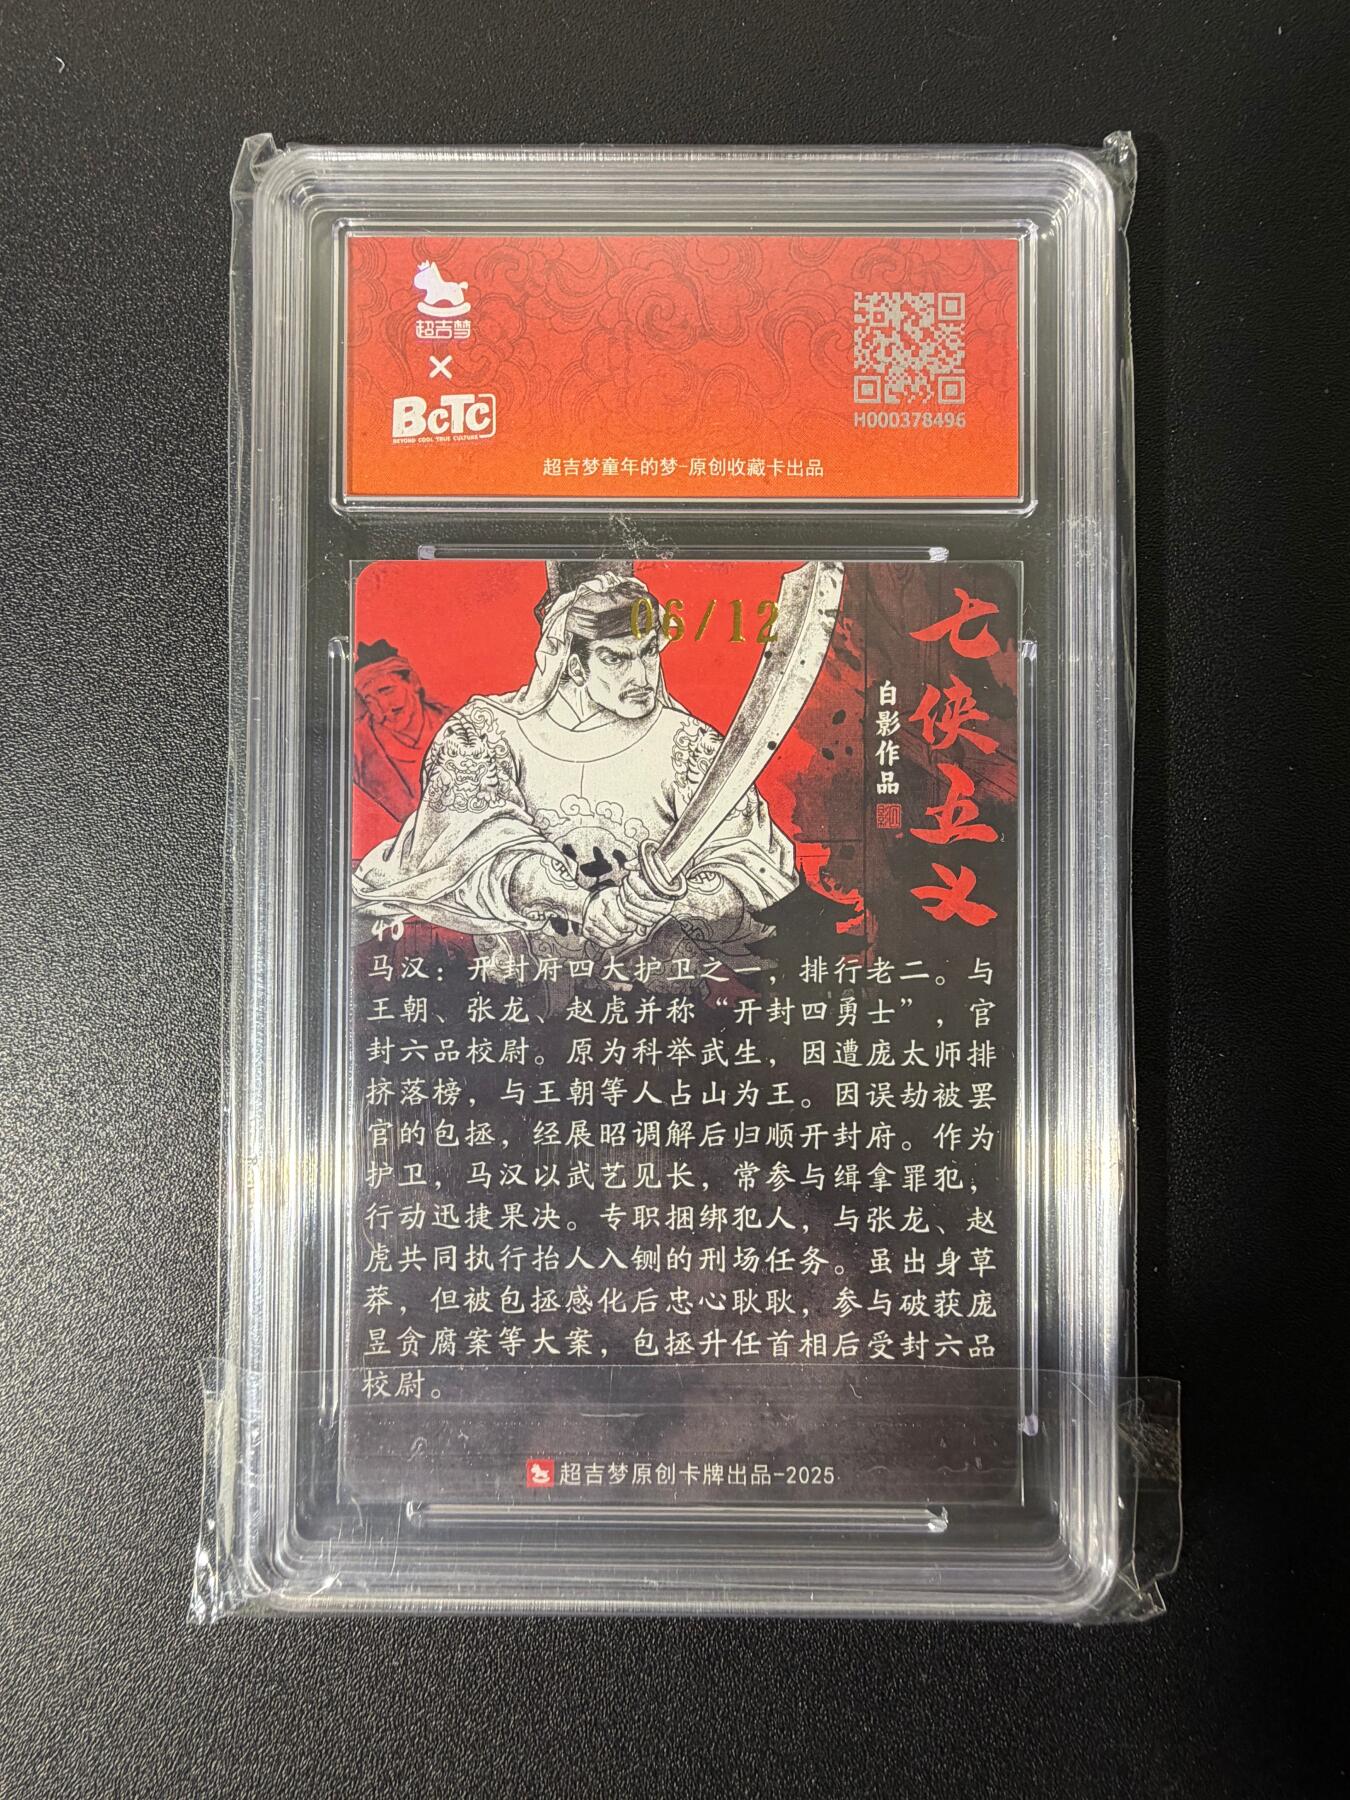 超吉梦
×
BcTc
BEYOND COOL TRUE CULTURE
H000378496
超吉梦童年的梦-原创收藏卡出品
06/12
七侠五义
白影作品
40
马汉：开封府四大护卫之一，排行老二。与
王朝、张龙、赵虎并称“开封四勇士”，官
封六品校尉。原为科举武生，因遭庞太师排
挤落榜，与王朝等人占山为王。因误劫被罢
官的包拯，经展昭调解后归顺开封府。作为
护卫，马汉以武艺见长，常参与缉拿罪犯，
行动迅捷果决。专职捆绑犯人，与张龙、赵
虎共同执行抬人入铡的刑场任务。虽出身草
莽，但被包拯感化后忠心耿耿，参与破获庞
昱贪腐案等大案，包拯升任首相后受封六品
校尉。
超吉梦原创卡牌出品-2025